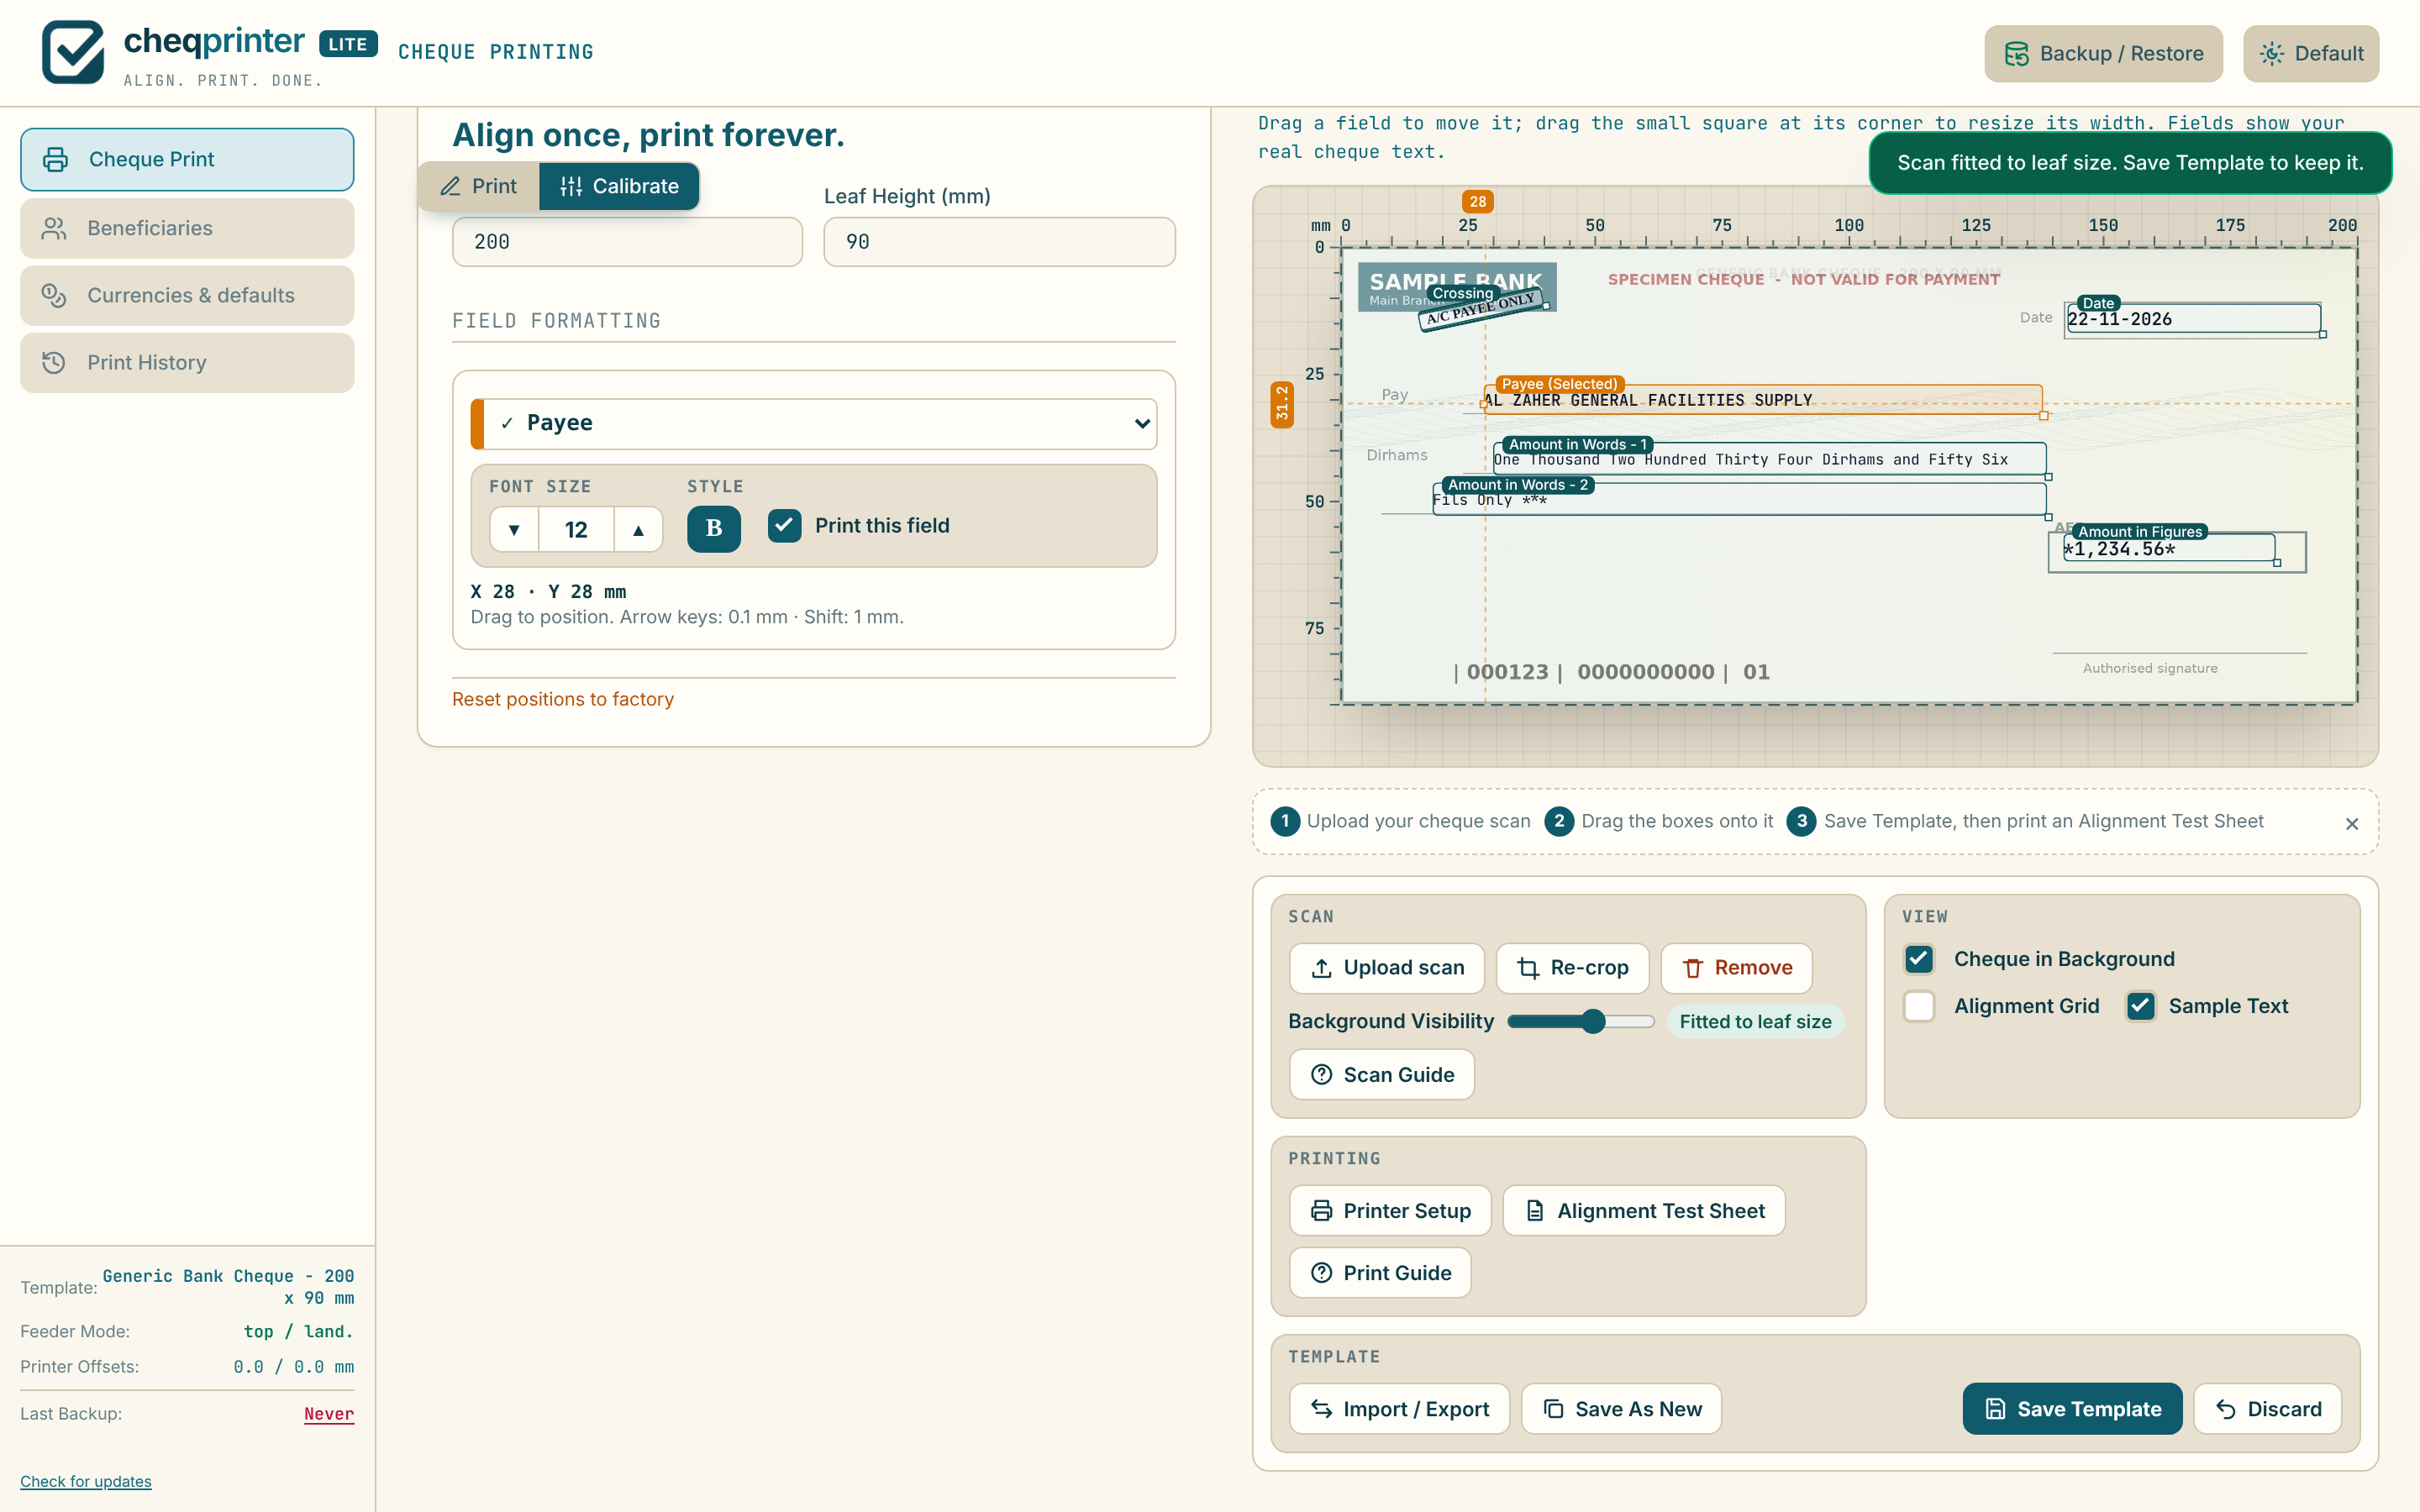 cheqprinter LITE CHEQUE PRINTING
ALIGN. PRINT. DONE.
Backup / Restore
Default
Cheque Print
Beneficiaries
Currencies & defaults
Print History
Template: Generic Bank Cheque - 200 x 90 mm
Feeder Mode: top / land.
Printer Offsets: 0.0 / 0.0 mm
Last Backup: Never
Check for updates
Align once, print forever.
Print
Calibrate
Leaf Height (mm)
200
90
FIELD FORMATTING
✓ Payee
FONT SIZE
STYLE
▼ 12 ▲
B
Print this field
X 28 · Y 28 mm
Drag to position. Arrow keys: 0.1 mm · Shift: 1 mm.
Reset positions to factory
Drag a field to move it; drag the small square at its corner to resize its width. Fields show your
real cheque text.
Scan fitted to leaf size. Save Template to keep it.
28
mm 0 25 50 75 100 125 150 175 200
0
25
31.2
50
75
GENERIC BANK CHEQUE - 200 X 90 MM
SAMPLE BANK
SPECIMEN CHEQUE - NOT VALID FOR PAYMENT
Main Branch
Crossing
A/C PAYEE ONLY
Date
Date
22-11-2026
Payee (Selected)
Pay
AL ZAHER GENERAL FACILITIES SUPPLY
Amount in Words - 1
Dirhams
One Thousand Two Hundred Thirty Four Dirhams and Fifty Six
Amount in Words - 2
Fils Only ***
Amount in Figures
*1,234.56*
Authorised signature
| 000123 | 0000000000 | 01
1 Upload your cheque scan 2 Drag the boxes onto it 3 Save Template, then print an Alignment Test Sheet ×
SCAN
Upload scan
Re-crop
Remove
Background Visibility
Fitted to leaf size
Scan Guide
VIEW
Cheque in Background
Alignment Grid
Sample Text
PRINTING
Printer Setup
Alignment Test Sheet
Print Guide
TEMPLATE
Import / Export
Save As New
Save Template
Discard